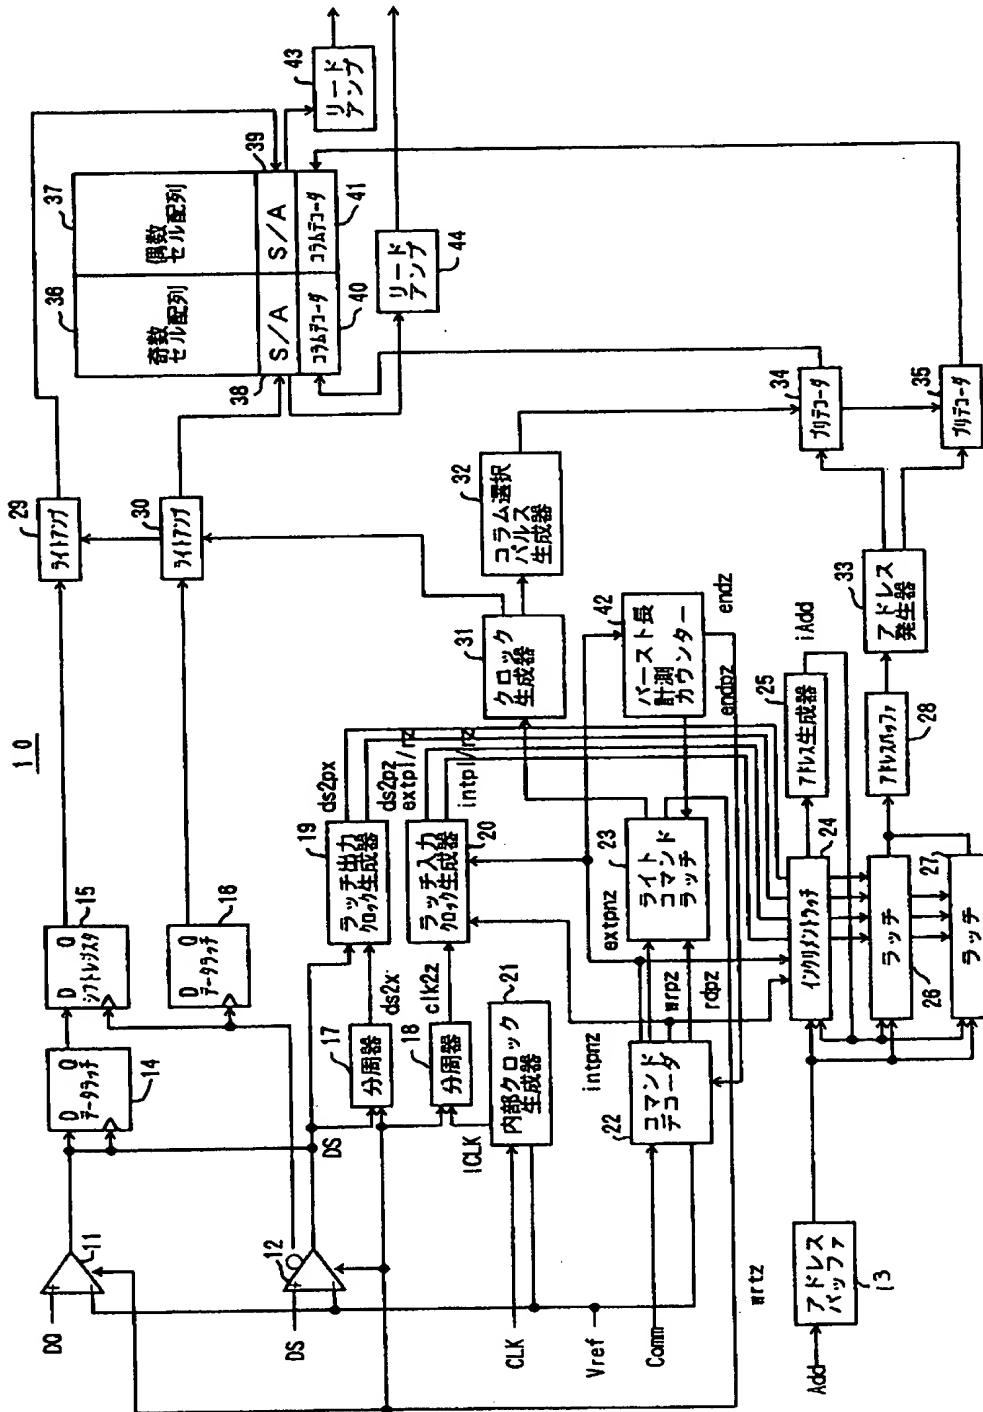 10
DQ
11
DS
12
CLK
Vref
Comm
Add
アドレス
バッファ
13
D Q
データラッチ
14
D Q
シフトレジスタ
15
D Q
データラッチ
16
DS
17
分周器
ds2x
18
分周器
clk2z
ICLK
19
ラッチ出力
クロック生成器
ラッチ入力
クロック生成器
20
21
内部クロック
生成器
22
コマンド
デコーダ
intpnz
extpnz
wrpz
rdpz
wrtz
23
ライト
コマンド
ラッチ
ds2px
ds2pz
extpl/rz
intpl/rz
24
インクリメントラッチ
25
アドレス生成器
iAdd
ラッチ
26
27
ラッチ
アドレスバッファ
28
29
ライトアンプ
30
ライトアンプ
31
クロック
生成器
32
コラム選択
パルス
生成器
42
バースト長
計測
カウンター
endz
endpz
33
アドレス
発生器
34
プリデコーダ
35
プリデコーダ
36
奇数
セル配列
37
偶数
セル配列
38
S/A
S/A
39
コラムデコーダ
40
コラムデコーダ
41
43
リード
アンプ
リード
アンプ
44